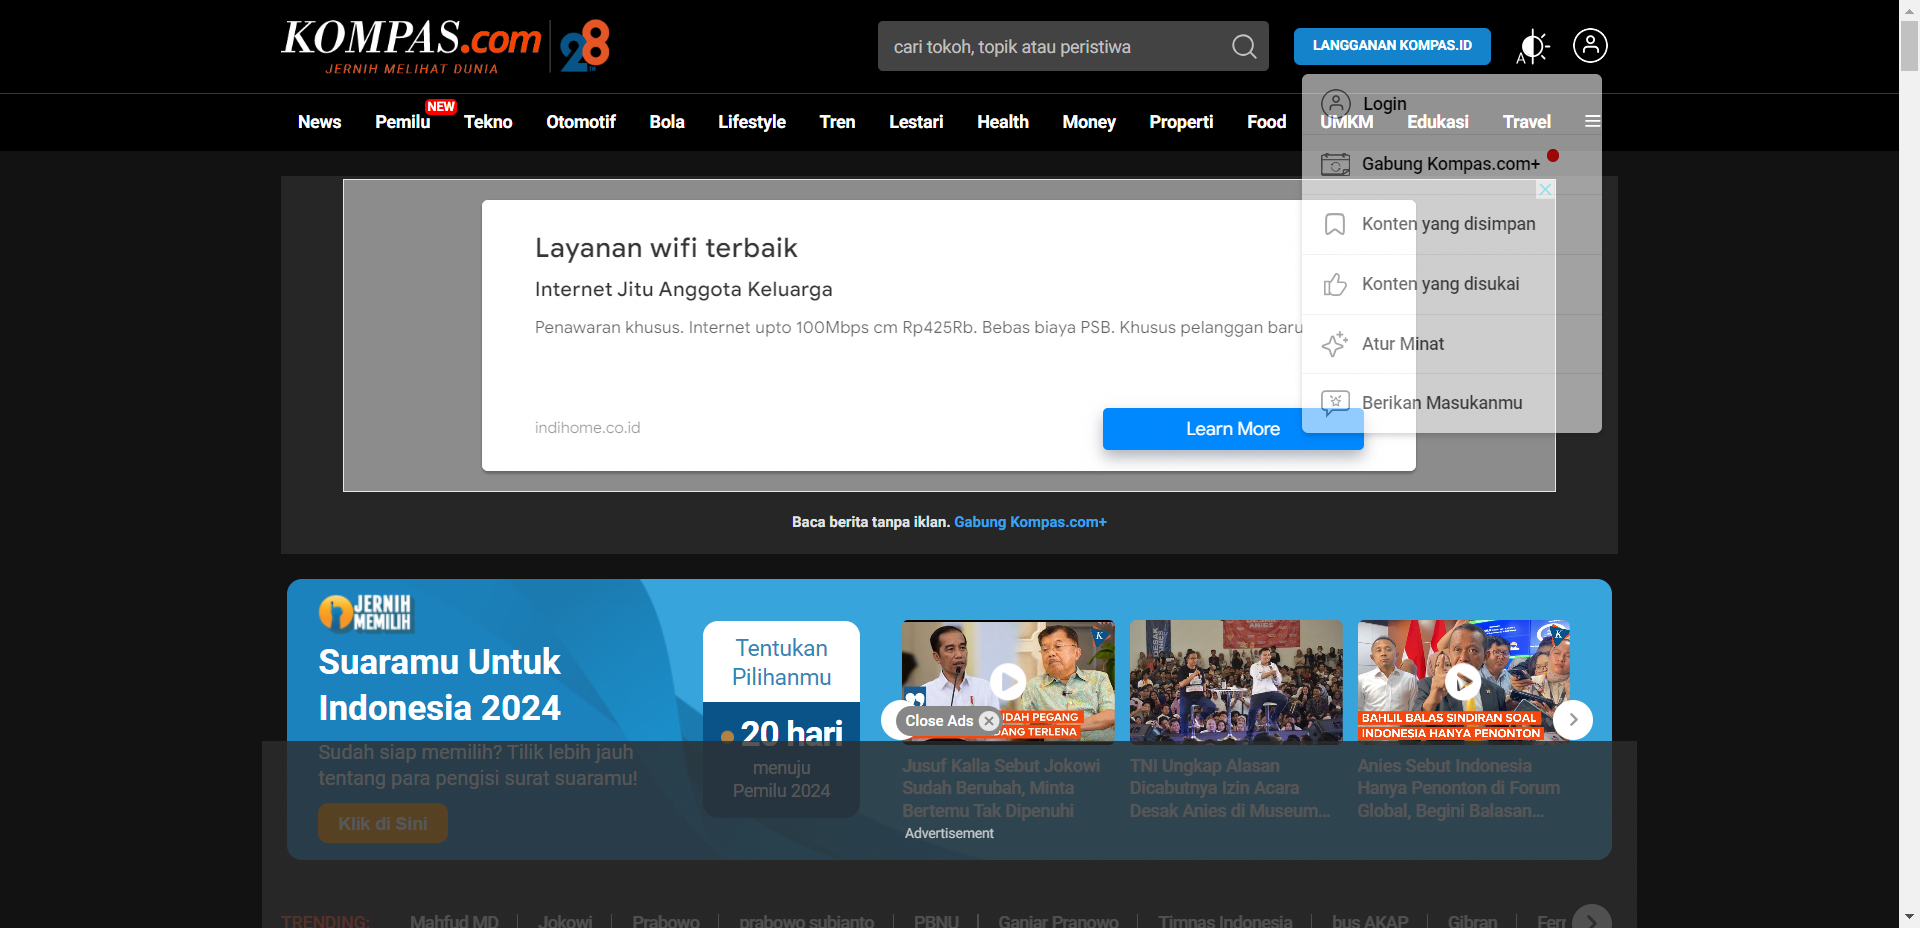 KOMPAS.com
28
JERNIH MELIHAT DUNIA
cari tokoh, topik atau peristiwa
LANGGANAN KOMPAS.ID
A
News
Pemilu
NEW
Tekno
Otomotif
Bola
Lifestyle
Tren
Lestari
Health
Money
Properti
Food
UMKM
Edukasi
Travel
Login
Gabung Kompas.com+
Konten yang disimpan
Konten yang disukai
Atur Minat
Berikan Masukanmu
Layanan wifi terbaik
Internet Jitu Anggota Keluarga
Penawaran khusus. Internet upto 100Mbps cm Rp425Rb. Bebas biaya PSB. Khusus pelanggan baru
indihome.co.id
Learn More
Baca berita tanpa iklan. Gabung Kompas.com+
JERNIH
MEMILIH
Suaramu Untuk
Indonesia 2024
Sudah siap memilih? Tilik lebih jauh
tentang para pengisi surat suaramu!
Klik di Sini
Tentukan
Pilihanmu
20 hari
menuju
Pemilu 2024
K
UDAH PEGANG
DANG TERLENA
Close Ads
Jusuf Kalla Sebut Jokowi
Sudah Berubah, Minta
Bertemu Tak Dipenuhi
DESAK
ANIES
TNI Ungkap Alasan
Dicabutnya Izin Acara
Desak Anies di Museum...
K
BAHLIL BALAS SINDIRAN SOAL
INDONESIA HANYA PENONTON
Anies Sebut Indonesia
Hanya Penonton di Forum
Global, Begini Balasan...
Advertisement
TRENDING:
Mahfud MD
Jokowi
Prabowo
prabowo subianto
PBNU
Ganjar Pranowo
Timnas Indonesia
bus AKAP
Gibran
Ferr